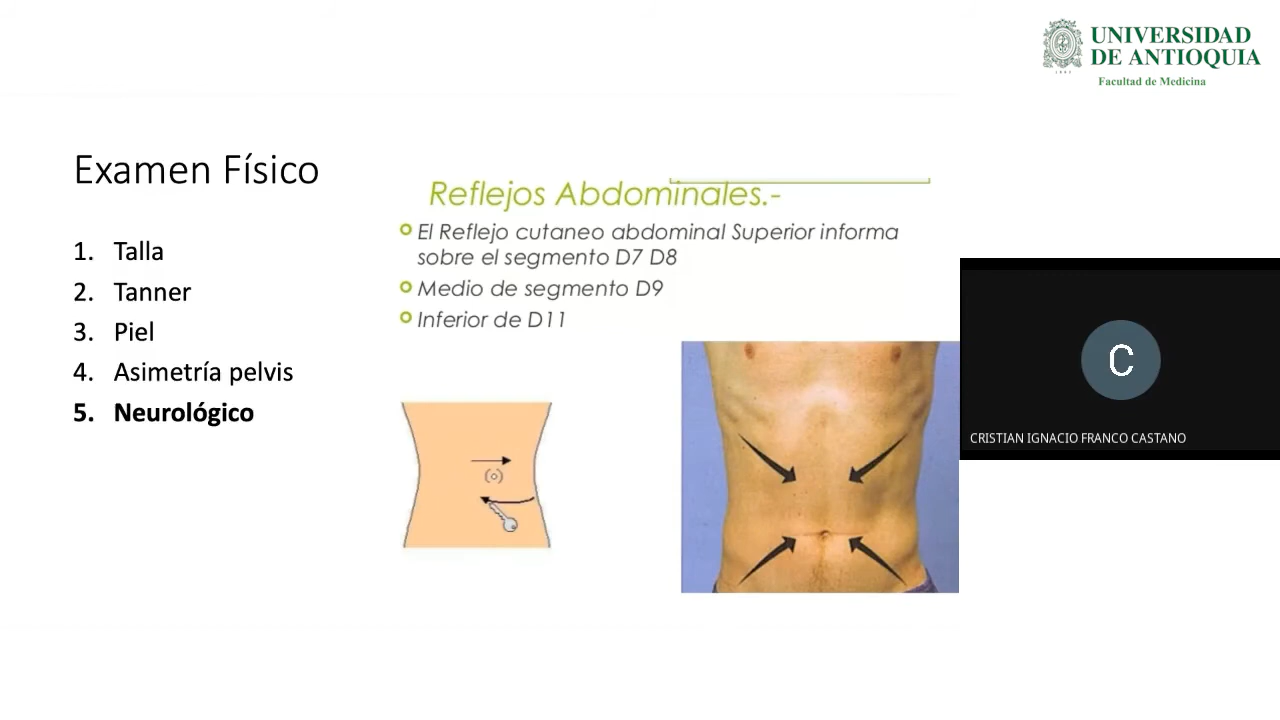 UNIVERSIDAD
DE ANTIOQUIA
Facultad de Medicina
Examen Físico
1. Talla
2. Tanner
3. Piel
4. Asimetría pelvis
5. Neurológico
Reflejos Abdominales.-
El Reflejo cutaneo abdominal Superior informa
sobre el segmento D7 D8
Medio de segmento D9
Inferior de D11
C
CRISTIAN IGNACIO FRANCO CASTANO